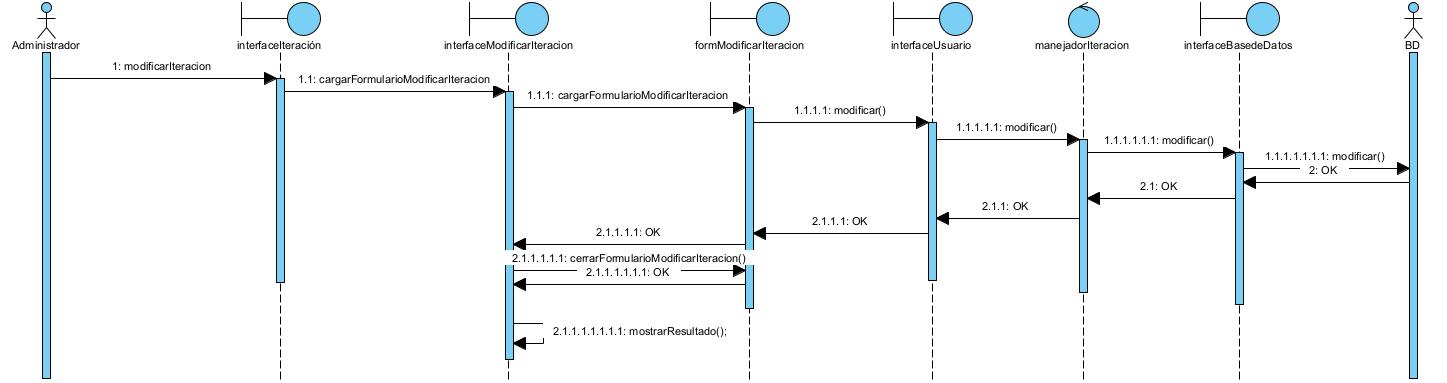 Administrador
interfaceIteración
interfaceModificarIteracion
formModificarIteracion
interfaceUsuario
manejadorIteracion
interfaceBasedeDatos
BD
1: modificarIteracion
1.1: cargarFormularioModificarIteracion
1.1.1: cargarFormularioModificarIteracion
1.1.1.1: modificar()
1.1.1.1.1: modificar()
1.1.1.1.1.1: modificar()
1.1.1.1.1.1.1: modificar()
2: OK
2.1: OK
2.1.1: OK
2.1.1.1: OK
2.1.1.1.1: OK
2.1.1.1.1.1: cerrarFormularioModificarIteracion()
2.1.1.1.1.1.1: OK
2.1.1.1.1.1.1.1: mostrarResultado();